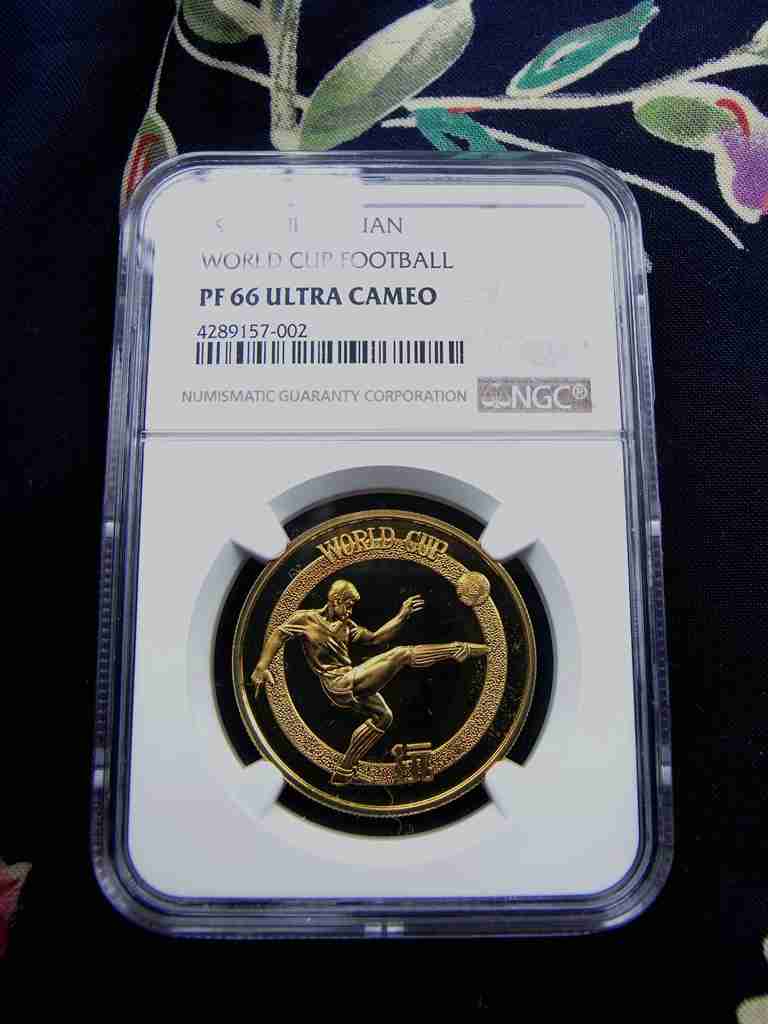 IAN
WORLD CUP FOOTBALL
PF 66 ULTRA CAMEO
4289157-002
NUMISMATIC GUARANTY CORPORATION
NGC®
WORLD CUP